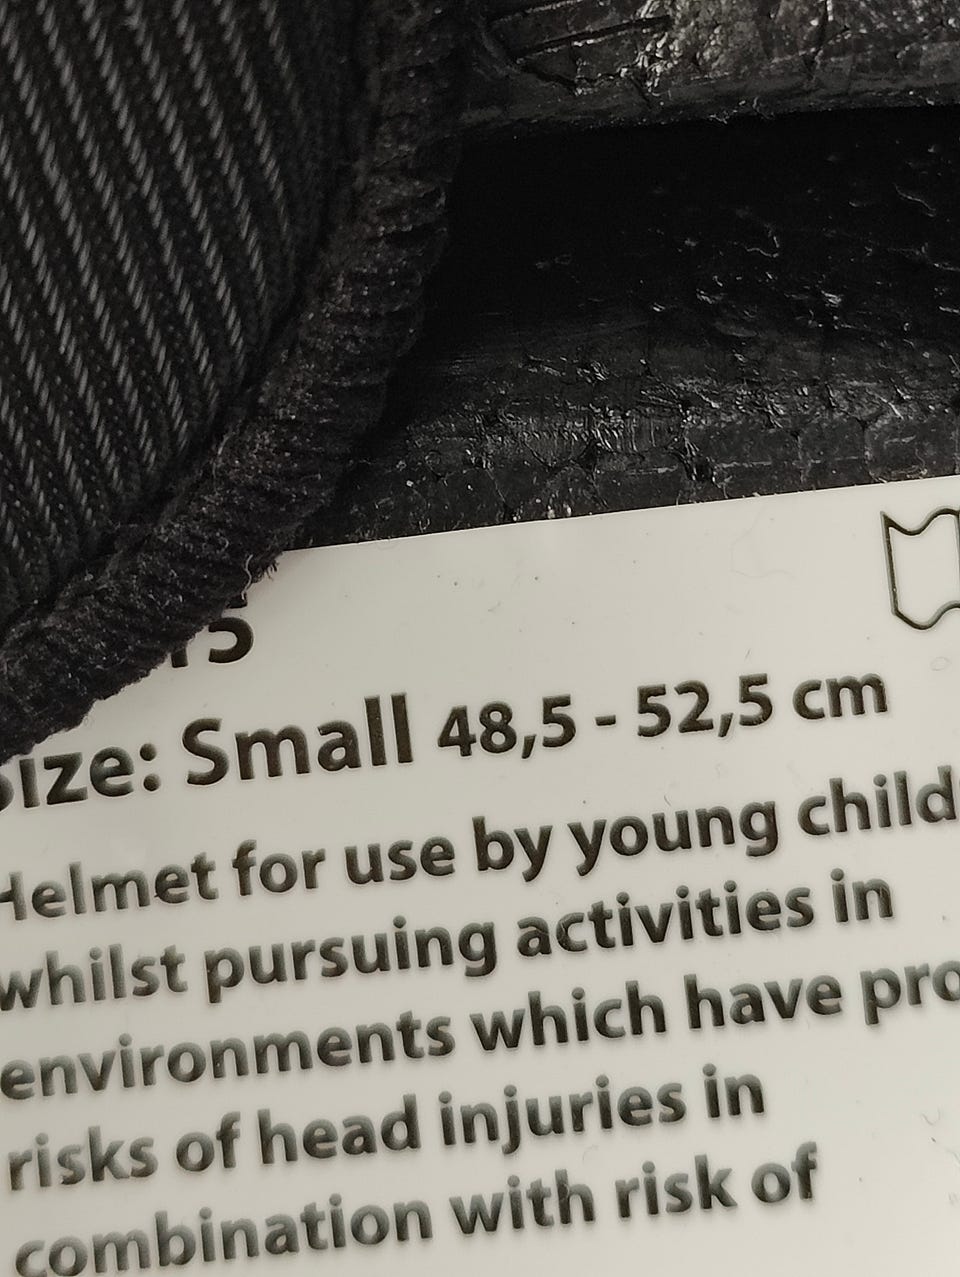 Size: Small 48,5 - 52,5 cm
Helmet for use by young child
whilst pursuing activities in
environments which have pro
risks of head injuries in
combination with risk of